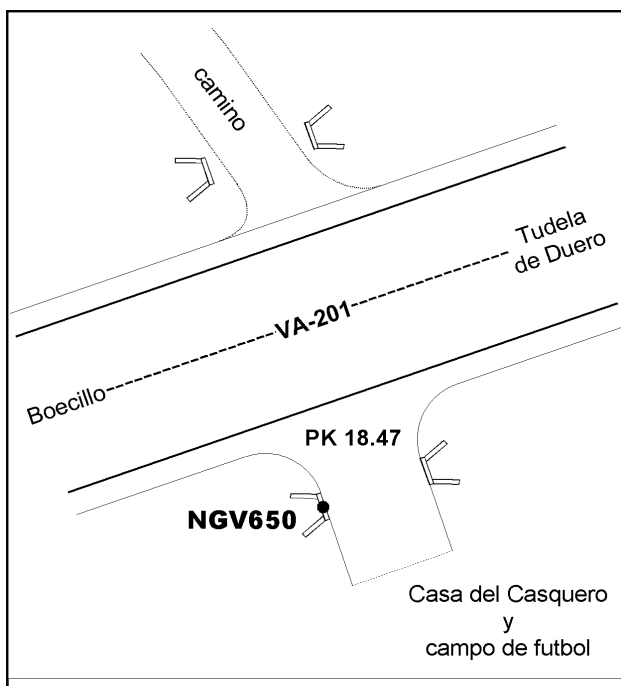 camino
Tudela
de Duero
VA-201
Boecillo
PK 18.47
NGV650
Casa del Casquero
y
campo de futbol